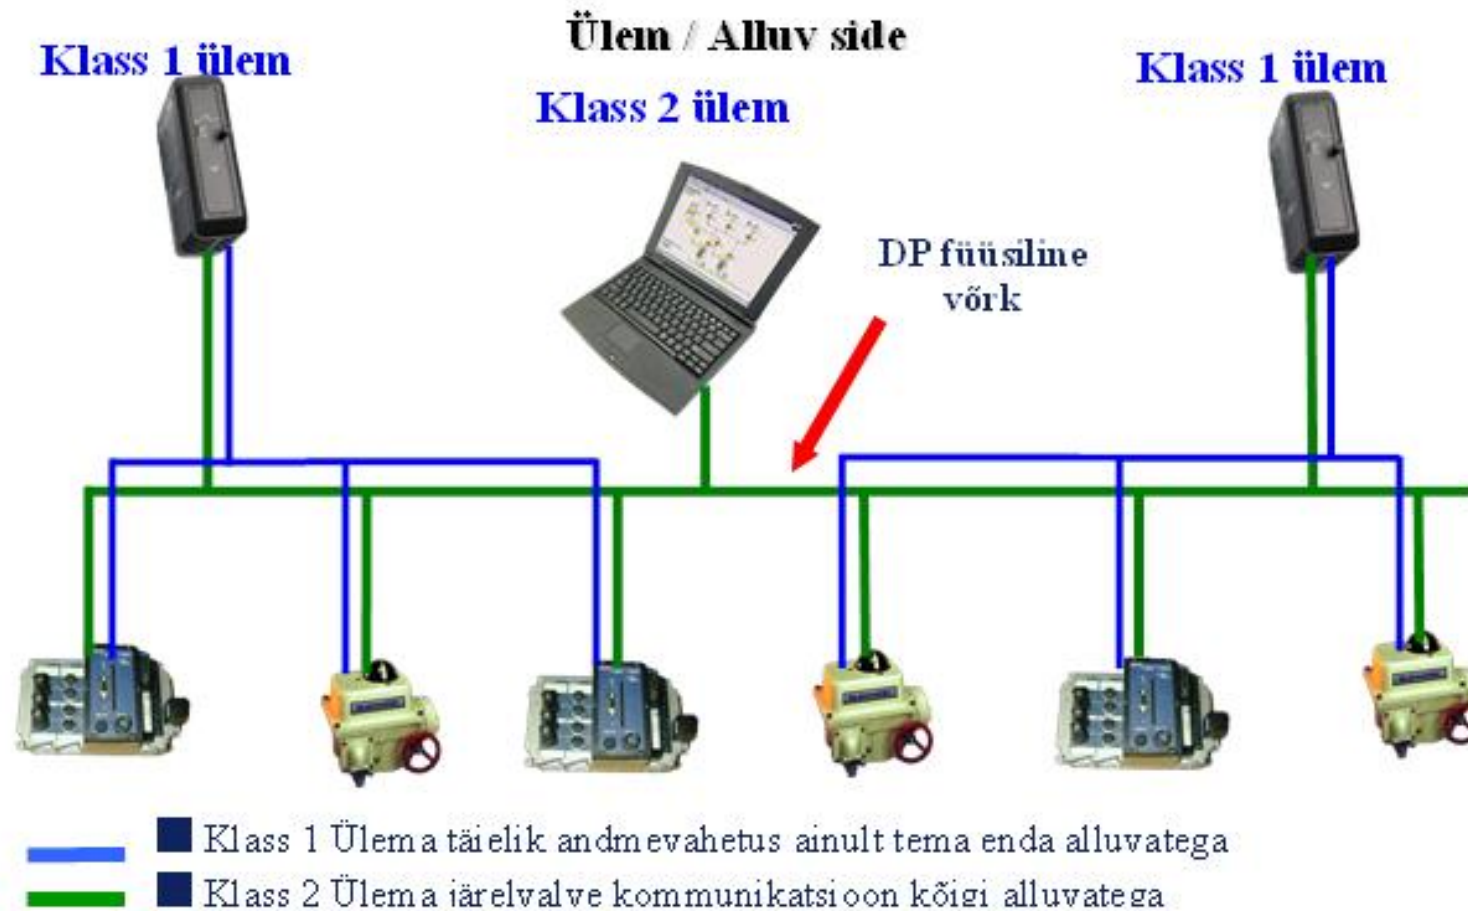 Ülem / Alluv side
Klass 1 ülem
Klass 2 ülem
Klass 1 ülem
DP füüsiline
võrk
Klass 1 Ülema täielik andmevahetus ainult tema enda alluvatega
Klass 2 Ülema järelvalve kommunikatsioon kõigi alluvatega